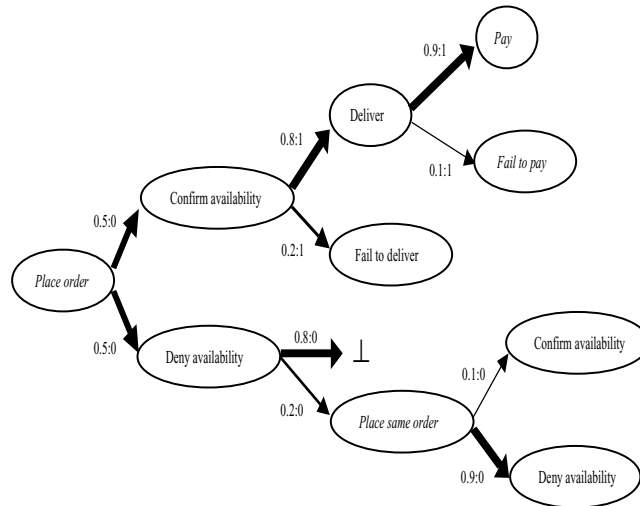 Pay
0.9:1
Deliver
0.8:1
0.1:1
Fail to pay
Confirm availability
0.5:0
0.2:1
Fail to deliver
Place order
0.5:0
Deny availability
0.8:0
⊥
0.2:0
Place same order
0.1:0
Confirm availability
0.9:0
Deny availability